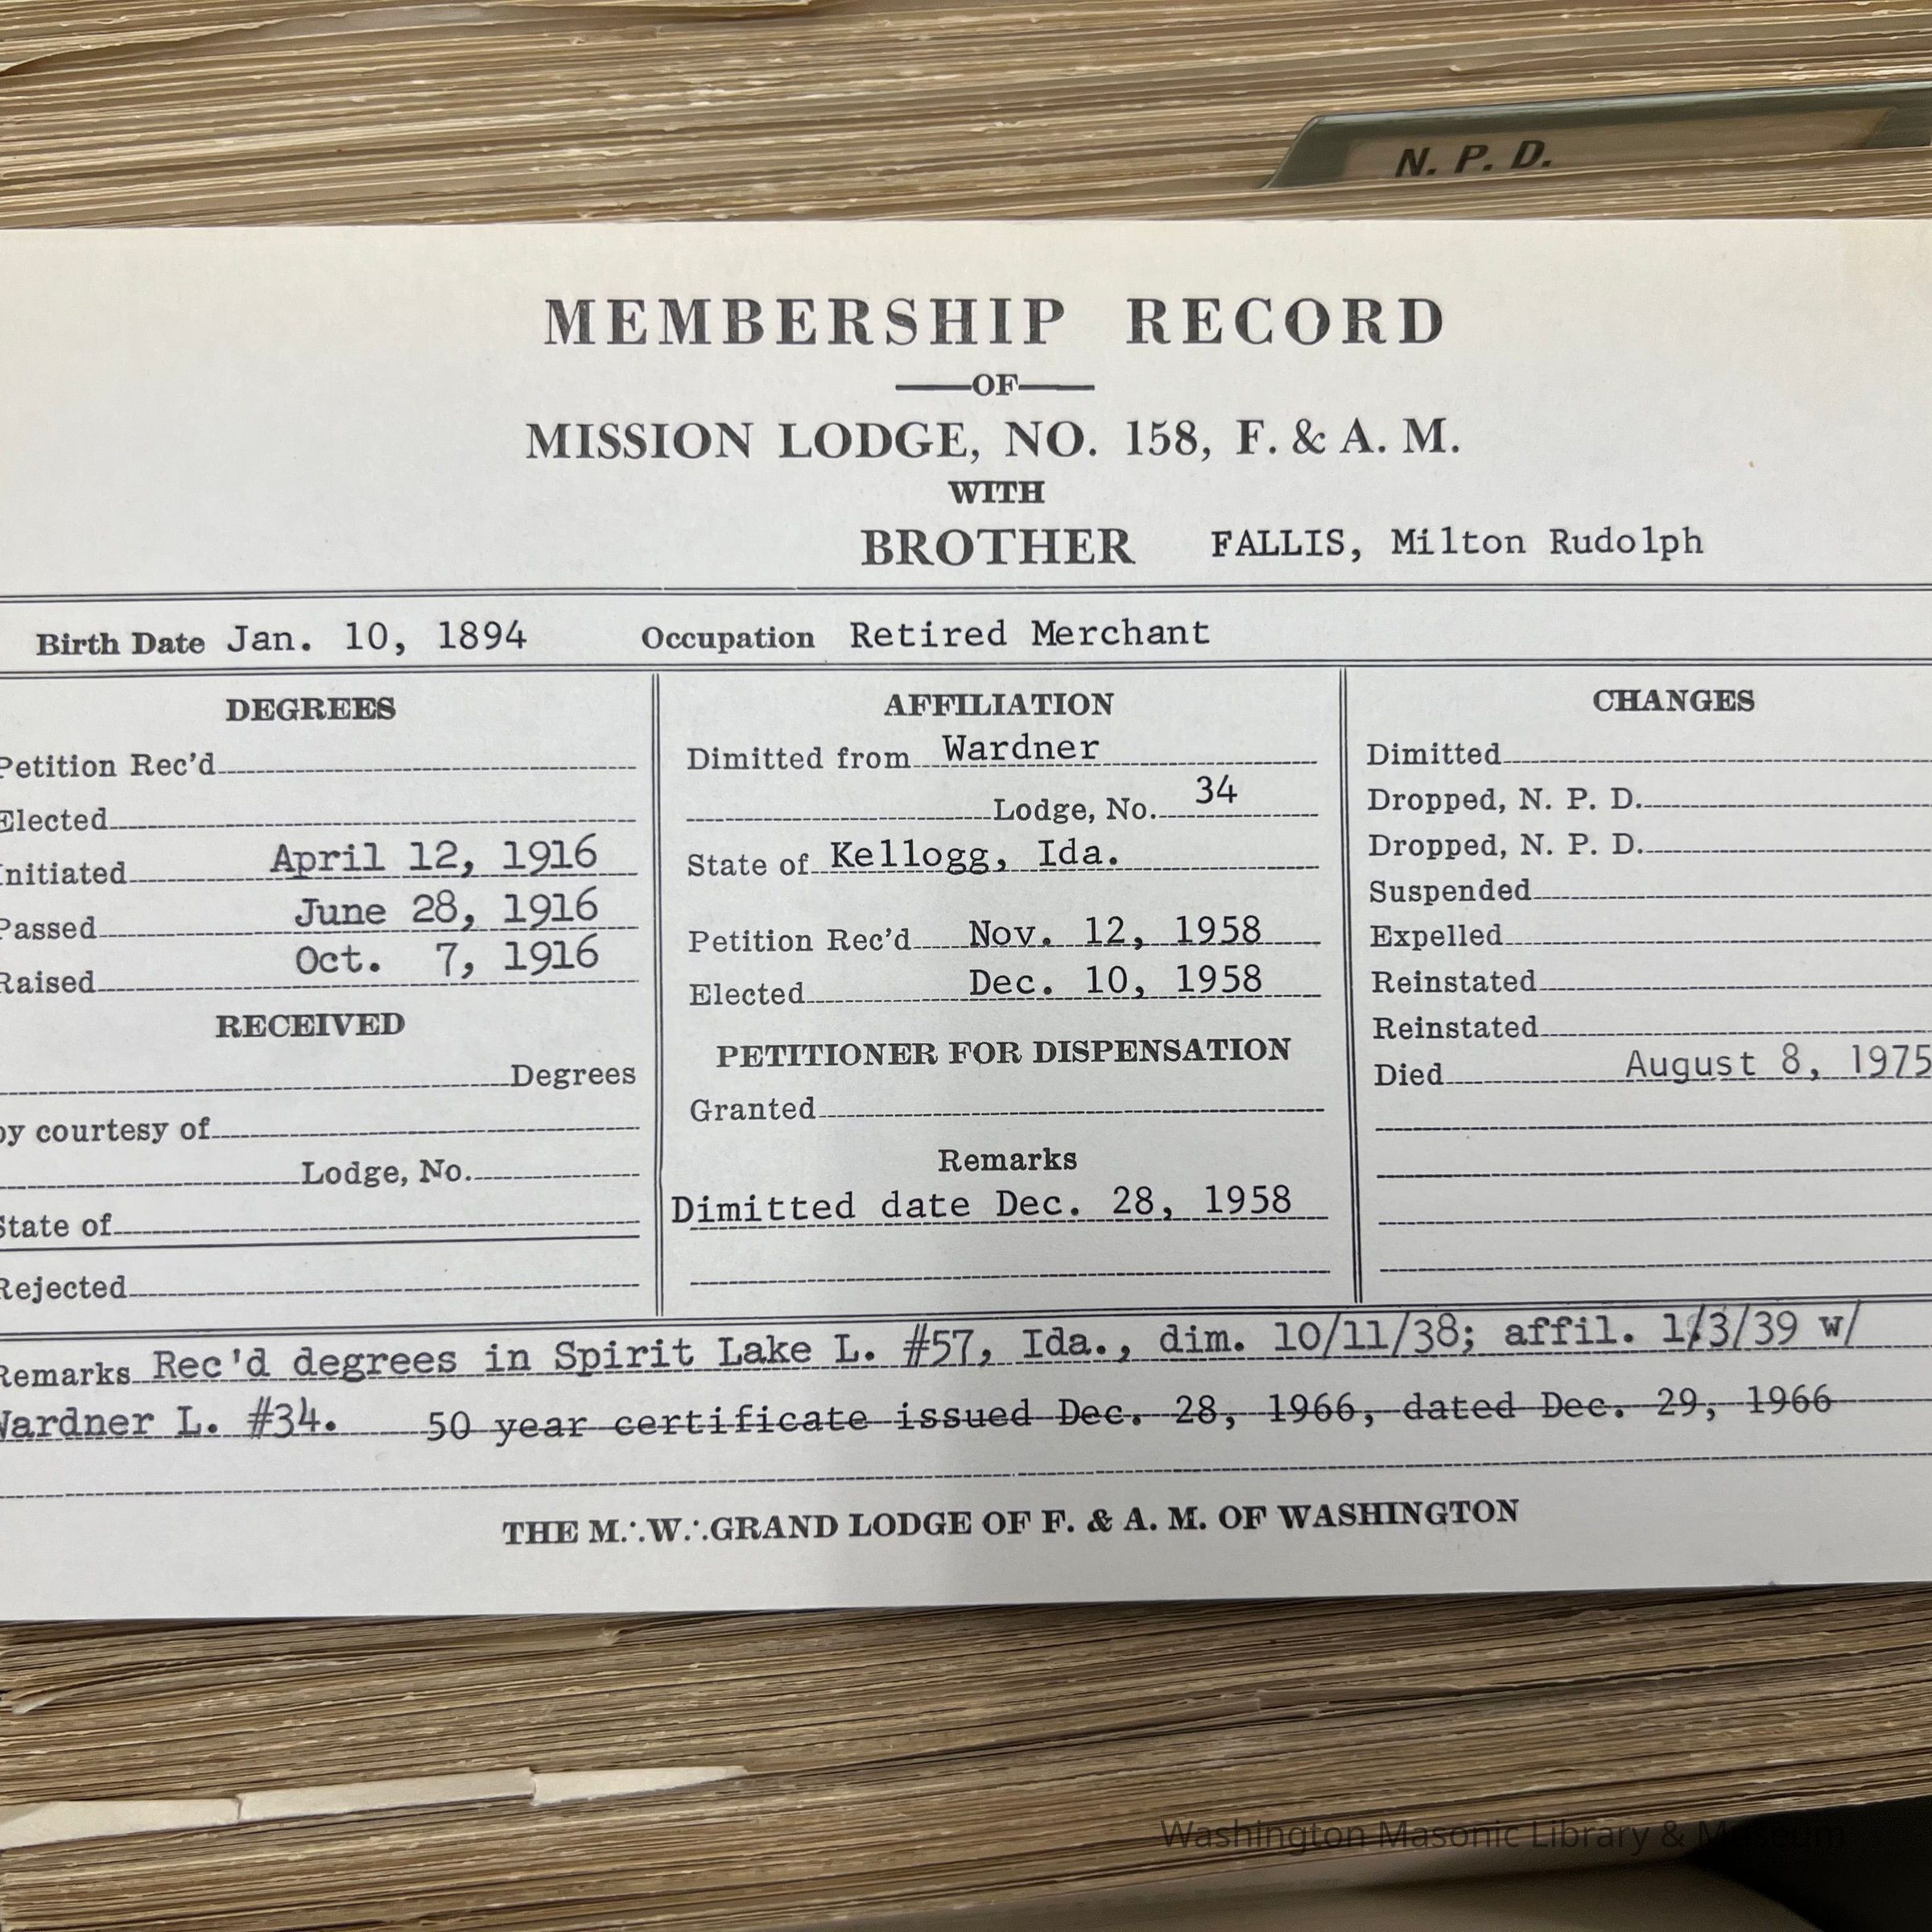 N. P. D.
MEMBERSHIP RECORD
OF
MISSION LODGE, NO. 158, F. & A. M.
WITH
BROTHER FALLIS, Milton Rudolph
Birth Date Jan. 10, 1894 Occupation Retired Merchant
DEGREES
Petition Rec'd
Elected
Initiated April 12, 1916
Passed June 28, 1916
Raised Oct. 7, 1916
RECEIVED
Degrees
by courtesy of
Lodge, No.
State of
Rejected
AFFILIATION
Dimitted from Wardner
Lodge, No. 34
State of Kellogg, Ida.
Petition Rec'd Nov. 12, 1958
Elected Dec. 10, 1958
PETITIONER FOR DISPENSATION
Granted
Remarks
Dimitted date Dec. 28, 1958
CHANGES
Dimitted
Dropped, N. P. D.
Dropped, N. P. D.
Suspended
Expelled
Reinstated
Reinstated
Died August 8, 1975
Remarks Rec'd degrees in Spirit Lake L. #57, Ida., dim. 10/11/38; affil. 1/3/39 w/
Wardner L. #34. 50 year certificate issued Dec. 28, 1966, dated Dec. 29, 1966
THE M∴W∴GRAND LODGE OF F. & A. M. OF WASHINGTON
Washington Masonic Library & Museum